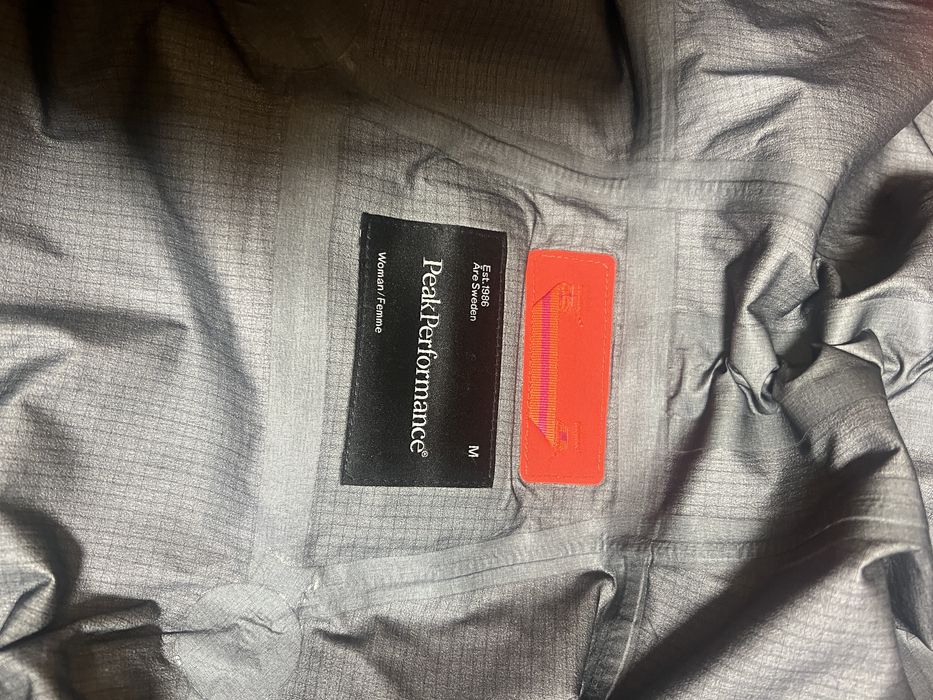 Est.1986
Åre Sweden
M
PeakPerformance®
Woman/Femme